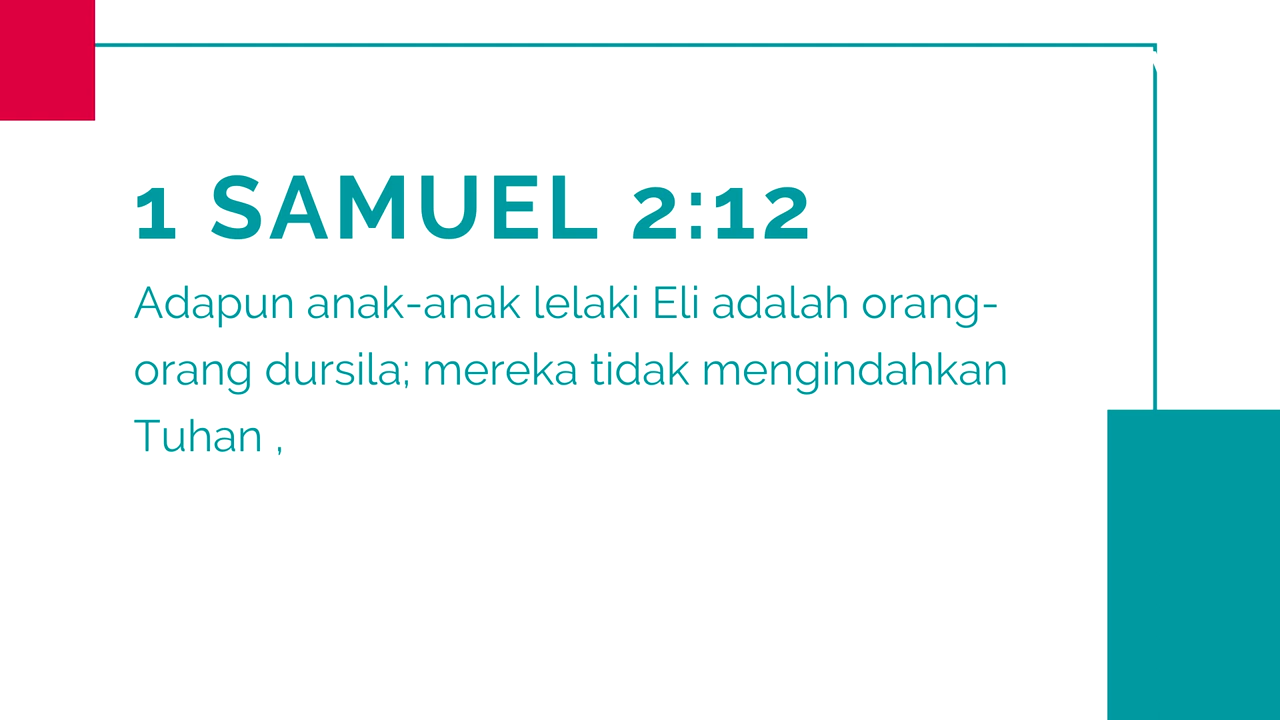 1 SAMUEL 2:12
Adapun anak-anak lelaki Eli adalah orang-
orang dursila; mereka tidak mengindahkan
Tuhan ,